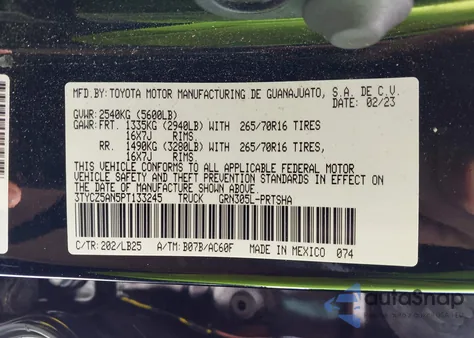 MFD.BY:TOYOTA MOTOR MANUFACTURING DE GUANAJUATO, S.A. DE C.V.
DATE: 02/23
GVWR:2540KG (5600LB)
GAWR:FRT. 1335KG (2940LB) WITH 265/70R16 TIRES
16X7J RIMS,
RR. 1490KG (3280LB) WITH 265/70R16 TIRES,
16X7J RIMS.
THIS VEHICLE CONFORMS TO ALL APPLICABLE FEDERAL MOTOR
VEHICLE SAFETY AND THEFT PREVENTION STANDARDS IN EFFECT ON
THE DATE OF MANUFACTURE SHOWN ABOVE.
3TYCZ5AN5PT133245 TRUCK GRN305L-PRTSHA
C/TR:202/LB25 A/TM:B07B/AC60F MADE IN MEXICO 074
autoSnap